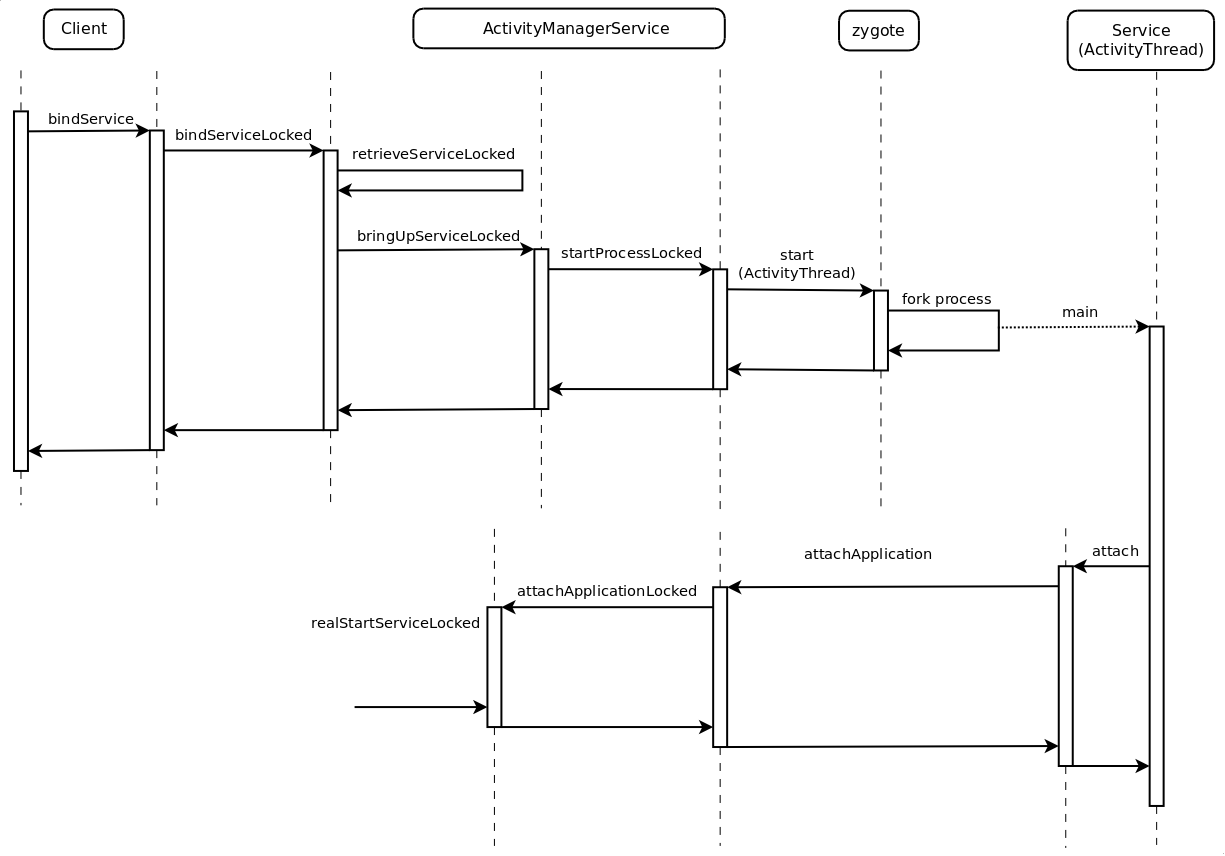 Client
ActivityManagerService
zygote
Service
(ActivityThread)
bindService
bindServiceLocked
retrieveServiceLocked
bringUpServiceLocked
startProcessLocked
start
(ActivityThread)
fork process
main
attach
attachApplication
attachApplicationLocked
realStartServiceLocked